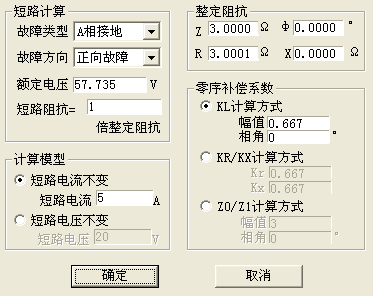 短路计算
故障类型 A相接地
故障方向 正向故障
额定电压 57.735 V
短路阻抗= 1
倍整定阻抗
计算模型
短路电流不变
短路电流 5 A
短路电压不变
短路电压 20 V
整定阻抗
Z 3.0000 Ω Φ 0.0000 °
R 3.0001 Ω X 0.0000 Ω
零序补偿系数
KL计算方式
幅值 0.667
相角 0 °
KR/KX计算方式
Kr 0.667
Kx 0.667
Z0/Z1计算方式
幅值 3
相角 0 °
确定
取消